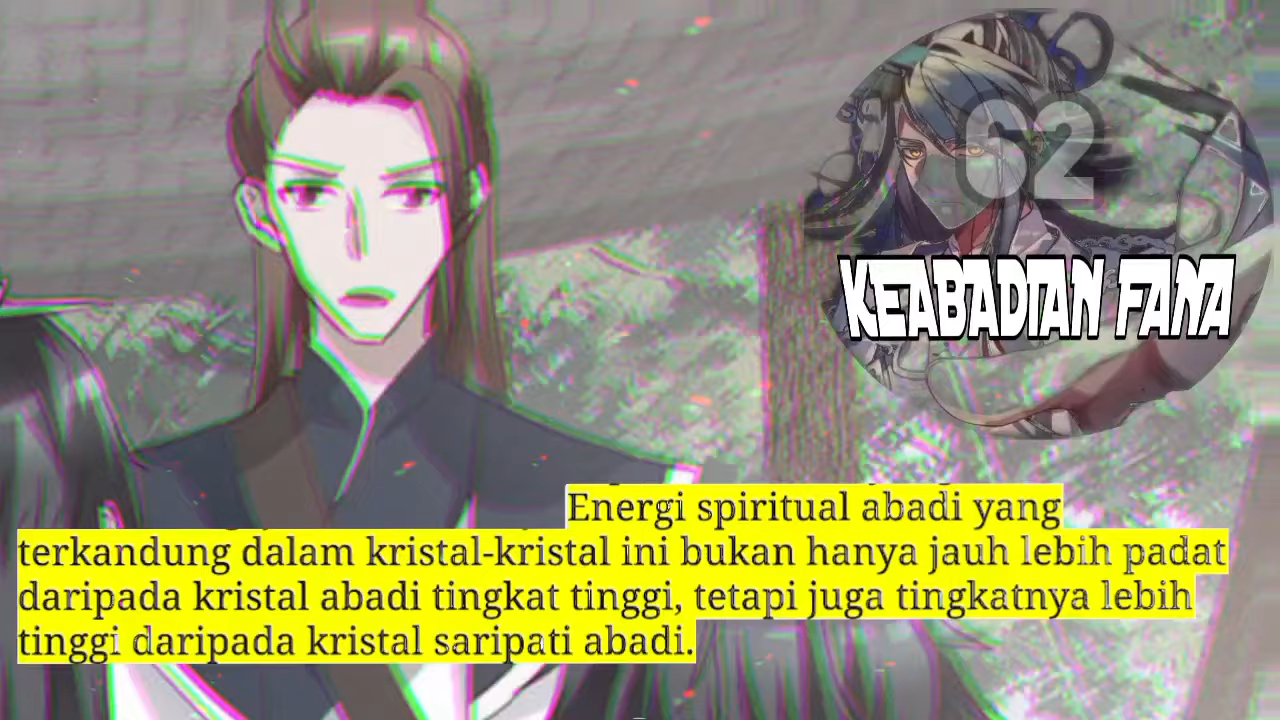 S2
KEABADIAN FANA
Energi spiritual abadi yang
terkandung dalam kristal-kristal ini bukan hanya jauh lebih padat
daripada kristal abadi tingkat tinggi, tetapi juga tingkatnya lebih
tinggi daripada kristal saripati abadi.